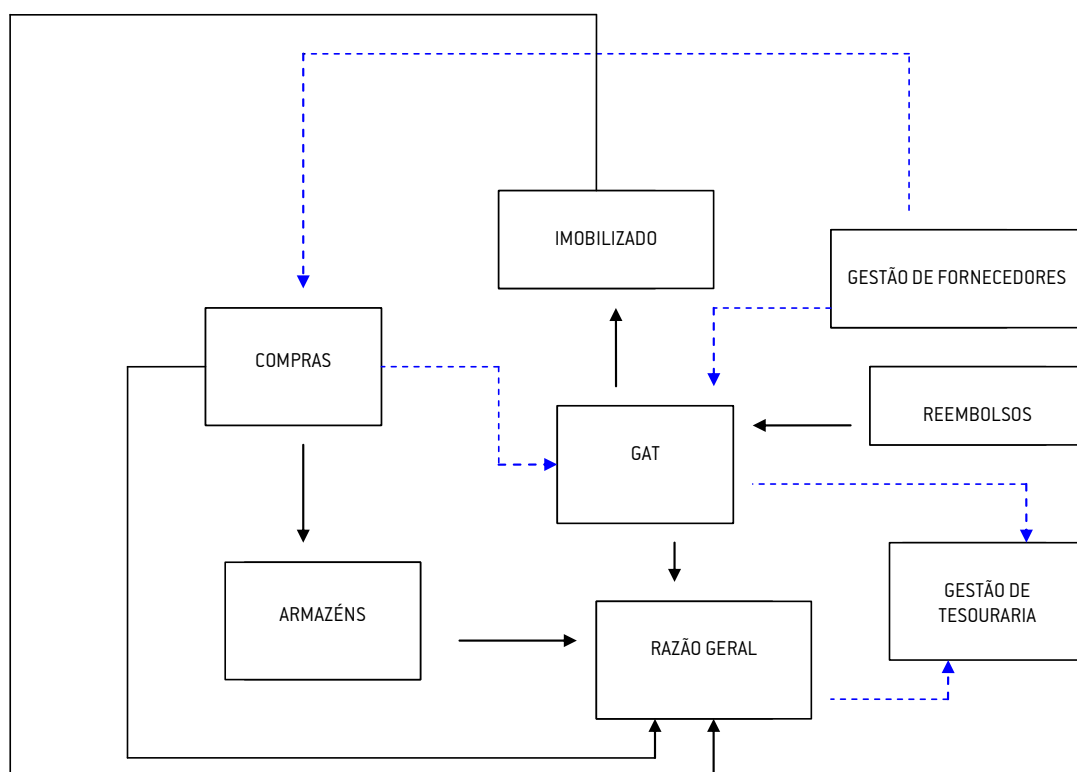 IMOBILIZADO
GESTÃO DE FORNECEDORES
COMPRAS
REEMBOLSOS
GAT
GESTÃO DE
TESOURARIA
ARMAZÉNS
RAZÃO GERAL